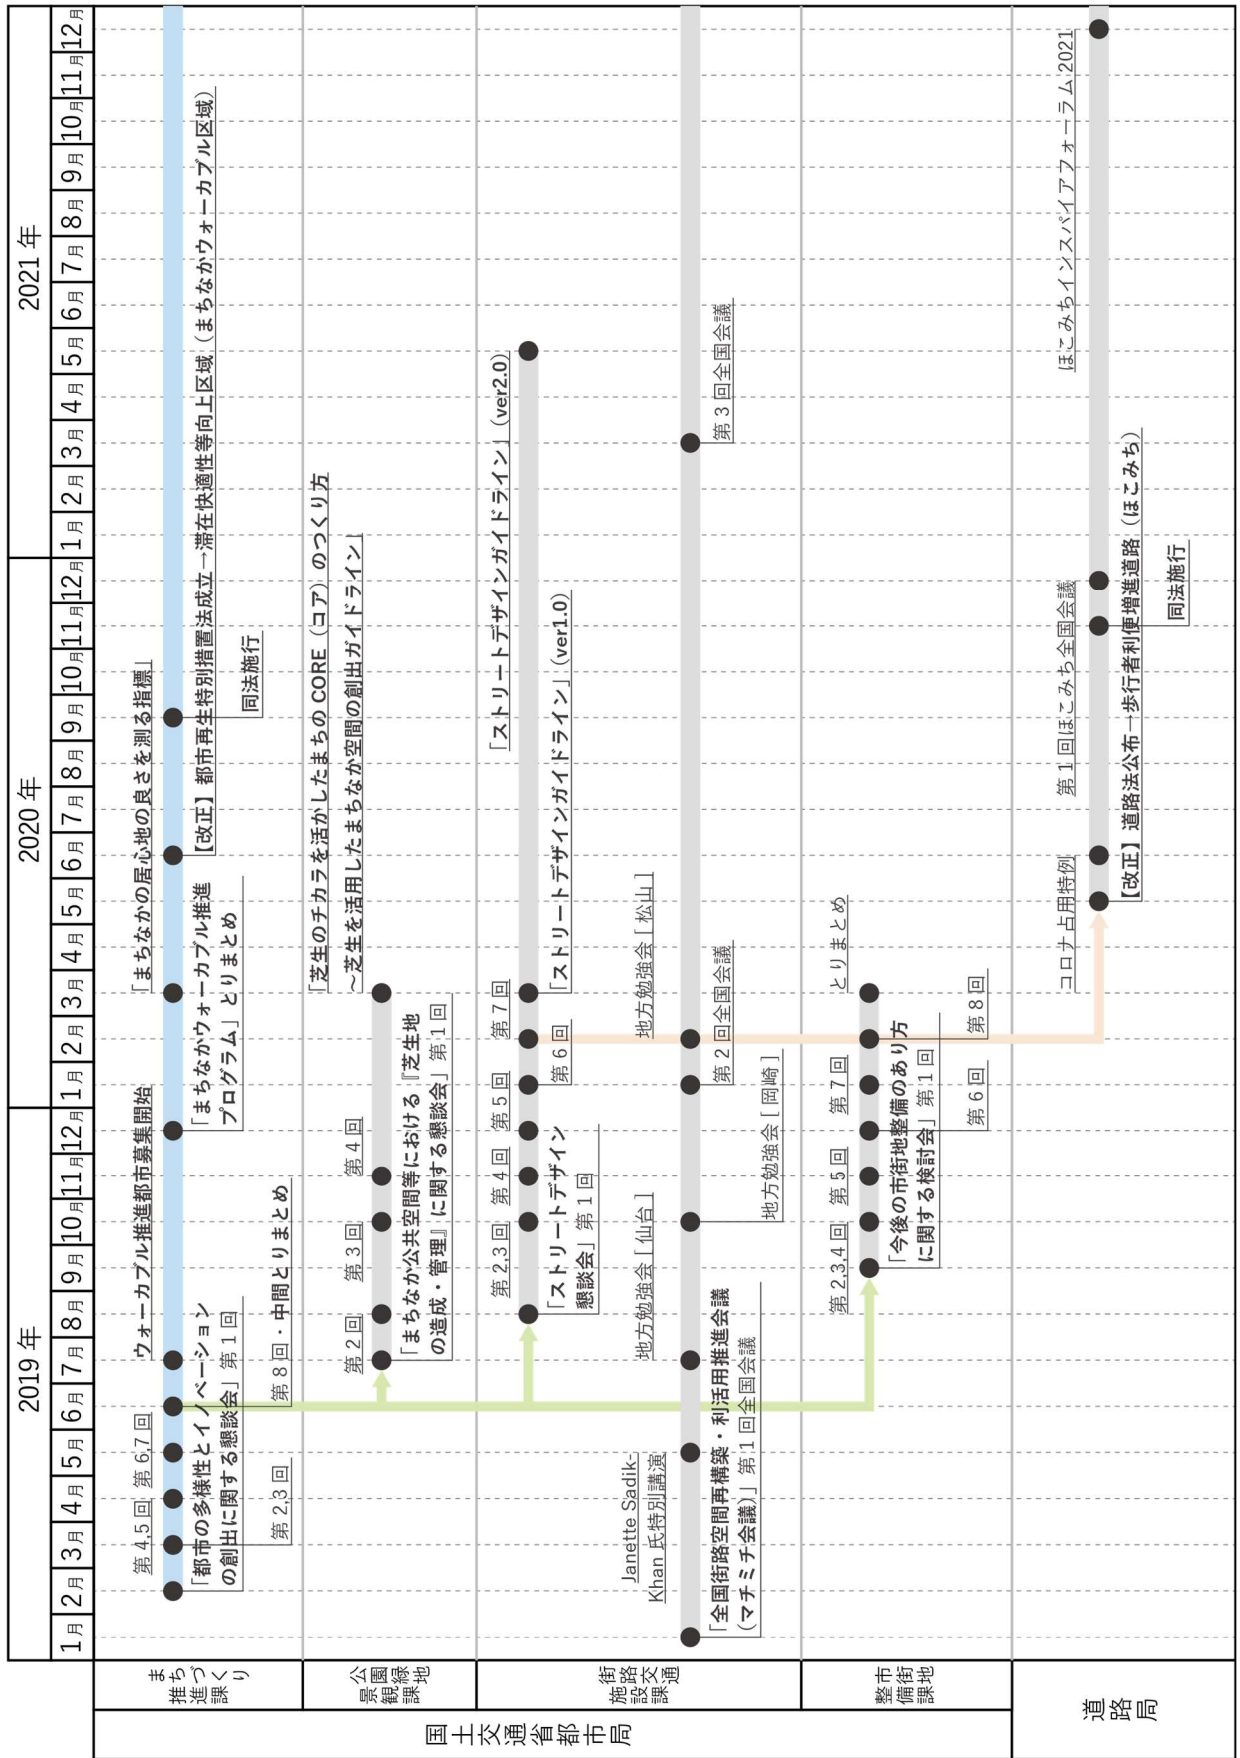 2019年
2020年
2021年
1月
2月
3月
4月
5月
6月
7月
8月
9月
10月
11月
12月
1月
2月
3月
4月
5月
6月
7月
8月
9月
10月
11月
12月
1月
2月
3月
4月
5月
6月
7月
8月
9月
10月
11月
12月
国土交通省都市局
まちづくり
推進課
第4,5回
第6,7回
ウォーカブル推進都市募集開始
「まちなかの居心地の良さを測る指標」
「都市の多様性とイノベーション
の創出に関する懇談会」第1回
「まちなかウォーカブル推進
プログラム」とりまとめ
【改正】都市再生特別措置法成立→滞在快適性等向上区域（まちなかウォーカブル区域）
同法施行
第2,3回
第8回・中間とりまとめ
公園緑地
景観課
第2回
第3回
第4回
「芝生のチカラを活かしたまちのCORE（コア）のつくり方
～芝生を活用したまちなか空間の創出ガイドライン」
「まちなか公共空間等における『芝生地
の造成・管理』に関する懇談会」第1回
街路交通
施設課
第2,3回
第4回
第5回
第7回
「ストリートデザインガイドライン」（ver2.0）
「ストリートデザイン
懇談会」第1回
第6回
「ストリートデザインガイドライン」（ver1.0）
Janette Sadik-
Khan 氏特別講演
地方勉強会［仙台］
地方勉強会［松山］
「全国街路空間再構築・利活用推進会議
（マチミチ会議）」第1回全国会議
第2回全国会議
第3回全国会議
地方勉強会［岡崎］
市街地
整備課
第2,3,4回
第5回
第7回
とりまとめ
「今後の市街地整備のあり方
に関する検討会」第1回
第6回
第8回
道路局
コロナ占用特例
第1回ほこみち全国会議
ほこみちインスパイアフォーラム2021
【改正】道路法公布→歩行者利便増進道路（ほこみち）
同法施行